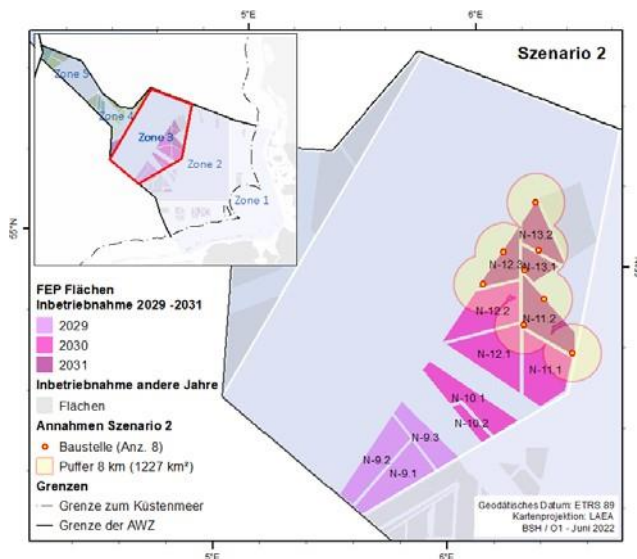 5°E
6°E
Szenario 2
Zone 5
Zone 4
Zone 3
Zone 2
Zone 1
55°N
55°N
N-13.2
N-12.3
N-13.1
N-11.2
N-12.2
N-12.1
N-11.1
N-10.1
N-10.2
N-9.3
N-9.2
N-9.1
FEP Flächen
Inbetriebnahme 2029 -2031
2029
2030
2031
Inbetriebnahme andere Jahre
Flächen
Annahmen Szenario 2
Baustelle (Anz. 8)
Puffer 8 km (1227 km²)
Grenzen
Grenze zum Küstenmeer
Grenze der AWZ
Geodätisches Datum: ETRS 89
Kartenprojektion: LAEA
BSH / O1 - Juni 2022
5°E
6°E